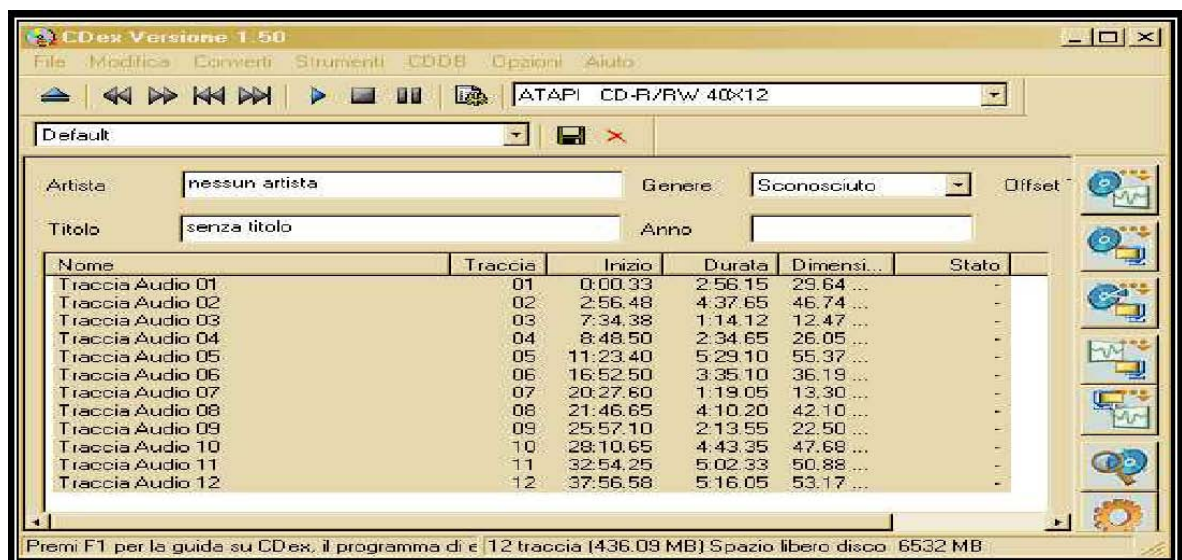 CDex Versione 1.50
File Modifica Converti Strumenti CDDB Opzioni Aiuto
ATAPI CD-R/RW 40X12
Default
Artista nessun artista Genere Sconosciuto Offset
Titolo senza titolo Anno
Nome Traccia Inizio Durata Dimensi... Stato
Traccia Audio 01 01 0:00.33 2:56.15 29.64 ... -
Traccia Audio 02 02 2:56.48 4:37.65 46.74 ... -
Traccia Audio 03 03 7:34.38 1:14.12 12.47 ... -
Traccia Audio 04 04 8:48.50 2:34.65 26.05 ... -
Traccia Audio 05 05 11:23.40 5:29.10 55.37 ... -
Traccia Audio 06 06 16:52.50 3:35.10 36.19 ... -
Traccia Audio 07 07 20:27.60 1:19.05 13.30 ... -
Traccia Audio 08 08 21:46.65 4:10.20 42.10 ... -
Traccia Audio 09 09 25:57.10 2:13.55 22.50 ... -
Traccia Audio 10 10 28:10.65 4:43.35 47.68 ... -
Traccia Audio 11 11 32:54.25 5:02.33 50.88 ... -
Traccia Audio 12 12 37:56.58 5:16.05 53.17 ... -
Premi F1 per la guida su CDex, il programma di e 12 traccia (436.09 MB) Spazio libero disco 6532 MB